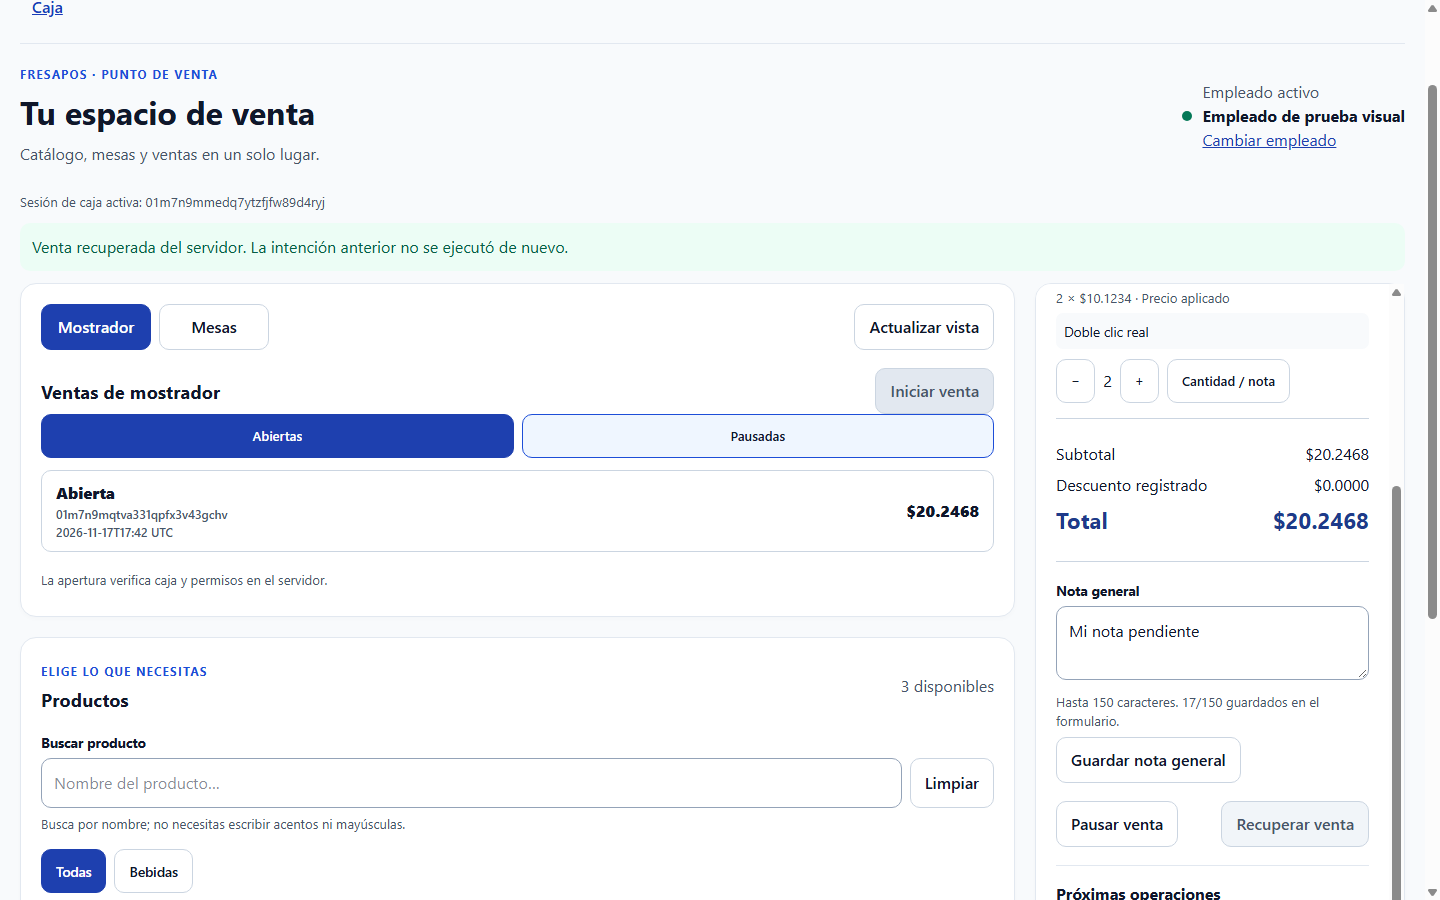 Caja
FRESAPOS · PUNTO DE VENTA
Tu espacio de venta
Catálogo, mesas y ventas en un solo lugar.
Empleado activo
Empleado de prueba visual
Cambiar empleado
Sesión de caja activa: 01m7n9mmedq7ytzfjfw89d4ryj
Venta recuperada del servidor. La intención anterior no se ejecutó de nuevo.
Mostrador
Mesas
Actualizar vista
Ventas de mostrador
Iniciar venta
Abiertas
Pausadas
Abierta
01m7n9mqtva331qpfx3v43gchv
2026-11-17T17:42 UTC
$20.2468
La apertura verifica caja y permisos en el servidor.
ELIGE LO QUE NECESITAS
Productos
3 disponibles
Buscar producto
Nombre del producto...
Limpiar
Busca por nombre; no necesitas escribir acentos ni mayúsculas.
Todas
Bebidas
2 × $10.1234 · Precio aplicado
Doble clic real
− 2 +
Cantidad / nota
Subtotal $20.2468
Descuento registrado $0.0000
Total $20.2468
Nota general
Mi nota pendiente
Hasta 150 caracteres. 17/150 guardados en el
formulario.
Guardar nota general
Pausar venta
Recuperar venta
Próximas operaciones